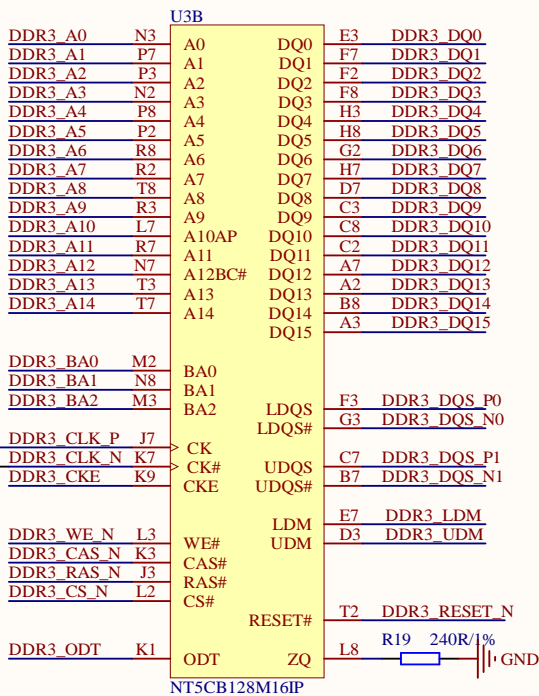 U3B
DDR3_A0 N3 A0 DQ0 E3 DDR3_DQ0
DDR3_A1 P7 A1 DQ1 F7 DDR3_DQ1
DDR3_A2 P3 A2 DQ2 F2 DDR3_DQ2
DDR3_A3 N2 A3 DQ3 F8 DDR3_DQ3
DDR3_A4 P8 A4 DQ4 H3 DDR3_DQ4
DDR3_A5 P2 A5 DQ5 H8 DDR3_DQ5
DDR3_A6 R8 A6 DQ6 G2 DDR3_DQ6
DDR3_A7 R2 A7 DQ7 H7 DDR3_DQ7
DDR3_A8 T8 A8 DQ8 D7 DDR3_DQ8
DDR3_A9 R3 A9 DQ9 C3 DDR3_DQ9
DDR3_A10 L7 A10AP DQ10 C8 DDR3_DQ10
DDR3_A11 R7 A11 DQ11 C2 DDR3_DQ11
DDR3_A12 N7 A12BC# DQ12 A7 DDR3_DQ12
DDR3_A13 T3 A13 DQ13 A2 DDR3_DQ13
DDR3_A14 T7 A14 DQ14 B8 DDR3_DQ14
DQ15 A3 DDR3_DQ15
DDR3_BA0 M2 BA0
DDR3_BA1 N8 BA1
DDR3_BA2 M3 BA2 LDQS F3 DDR3_DQS_P0
LDQS# G3 DDR3_DQS_N0
DDR3_CLK_P J7 CK
DDR3_CLK_N K7 CK# UDQS C7 DDR3_DQS_P1
DDR3_CKE K9 CKE UDQS# B7 DDR3_DQS_N1
LDM E7 DDR3_LDM
DDR3_WE_N L3 WE# UDM D3 DDR3_UDM
DDR3_CAS_N K3 CAS#
DDR3_RAS_N J3 RAS#
DDR3_CS_N L2 CS#
RESET# T2 DDR3_RESET_N
R19 240R/1%
DDR3_ODT K1 ODT ZQ L8 GND
NT5CB128M16IP